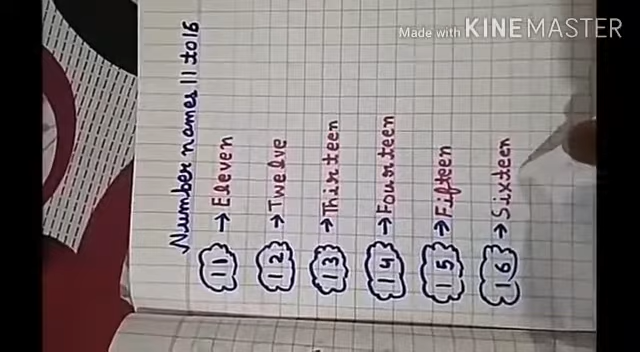 Made with KINEMASTER
Number names 11 to 16
11 → Eleven
12 → Twelve
13 → Thirteen
14 → Fourteen
15 → Fifteen
16 → Sixteen